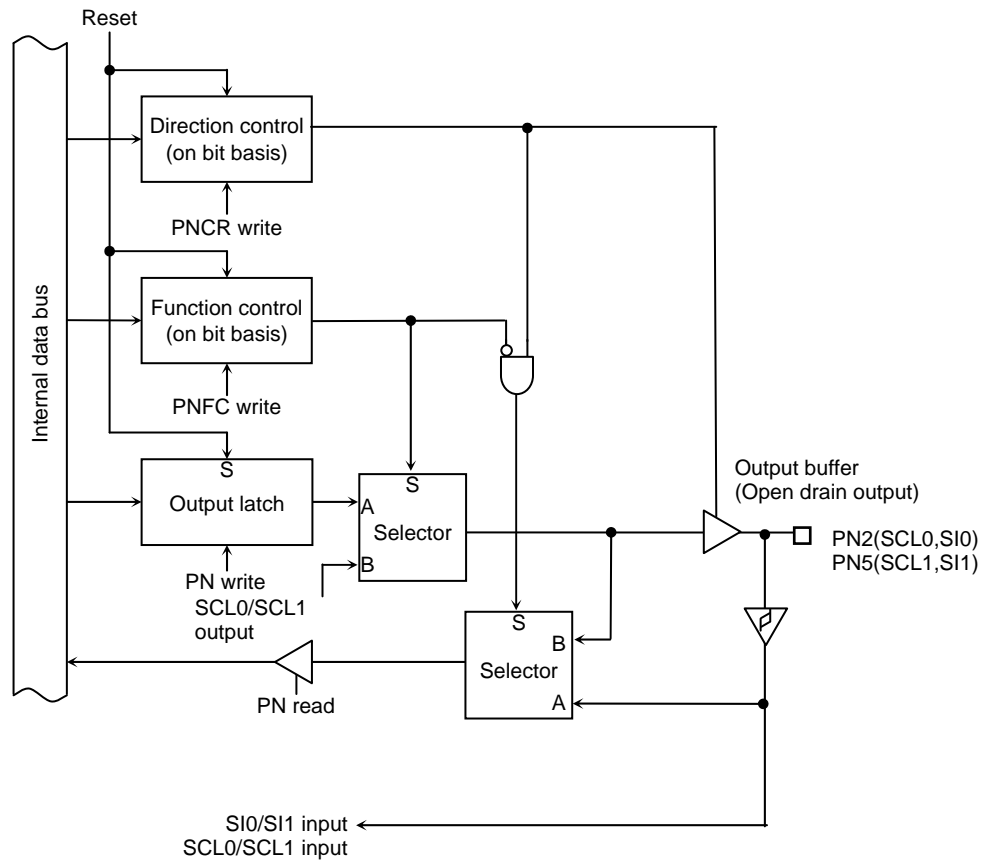 Reset
Internal data bus
Direction control
(on bit basis)
PNCR write
Function control
(on bit basis)
PNFC write
S
Output latch
PN write
SCL0/SCL1
output
S
A
Selector
B
Output buffer
(Open drain output)
PN2(SCL0,SI0)
PN5(SCL1,SI1)
S
B
Selector
A
PN read
SI0/SI1 input
SCL0/SCL1 input